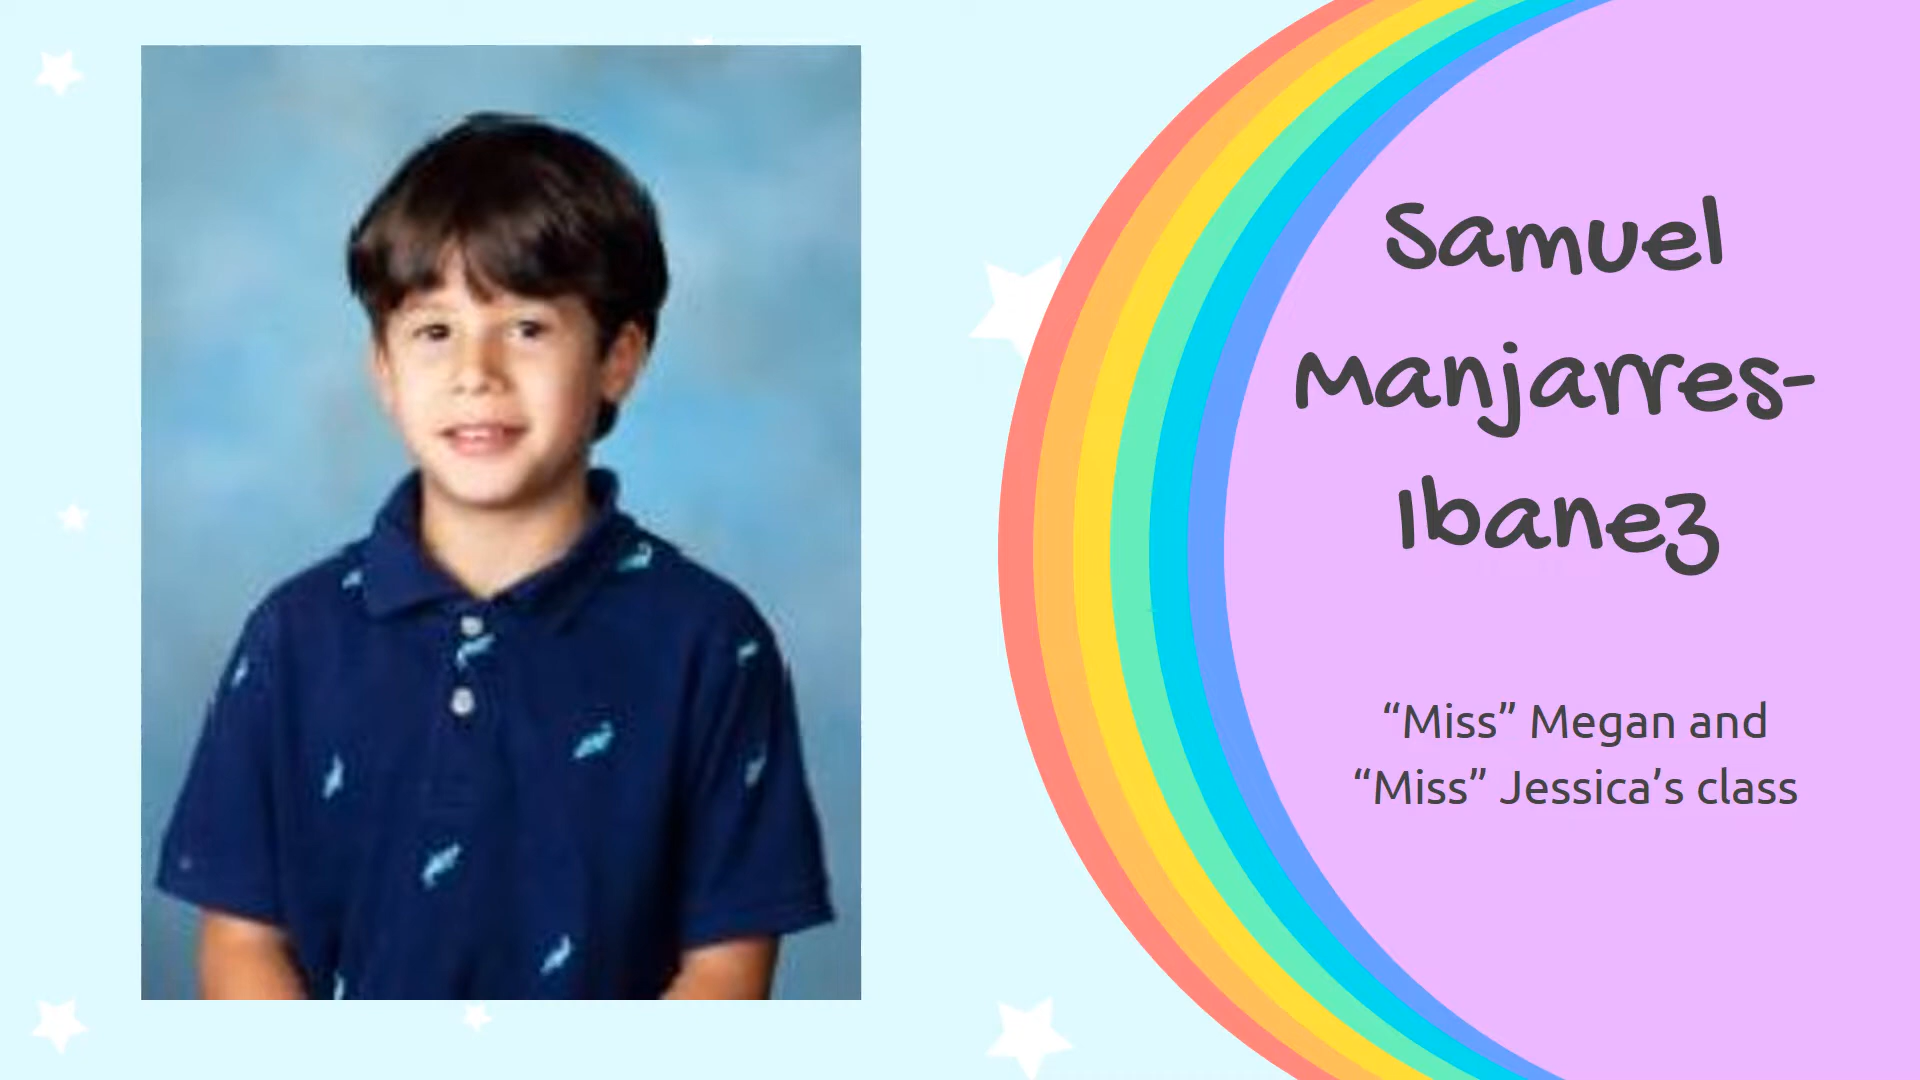 Samuel
Manjarres-
Ibanez
“Miss” Megan and
“Miss” Jessica’s class